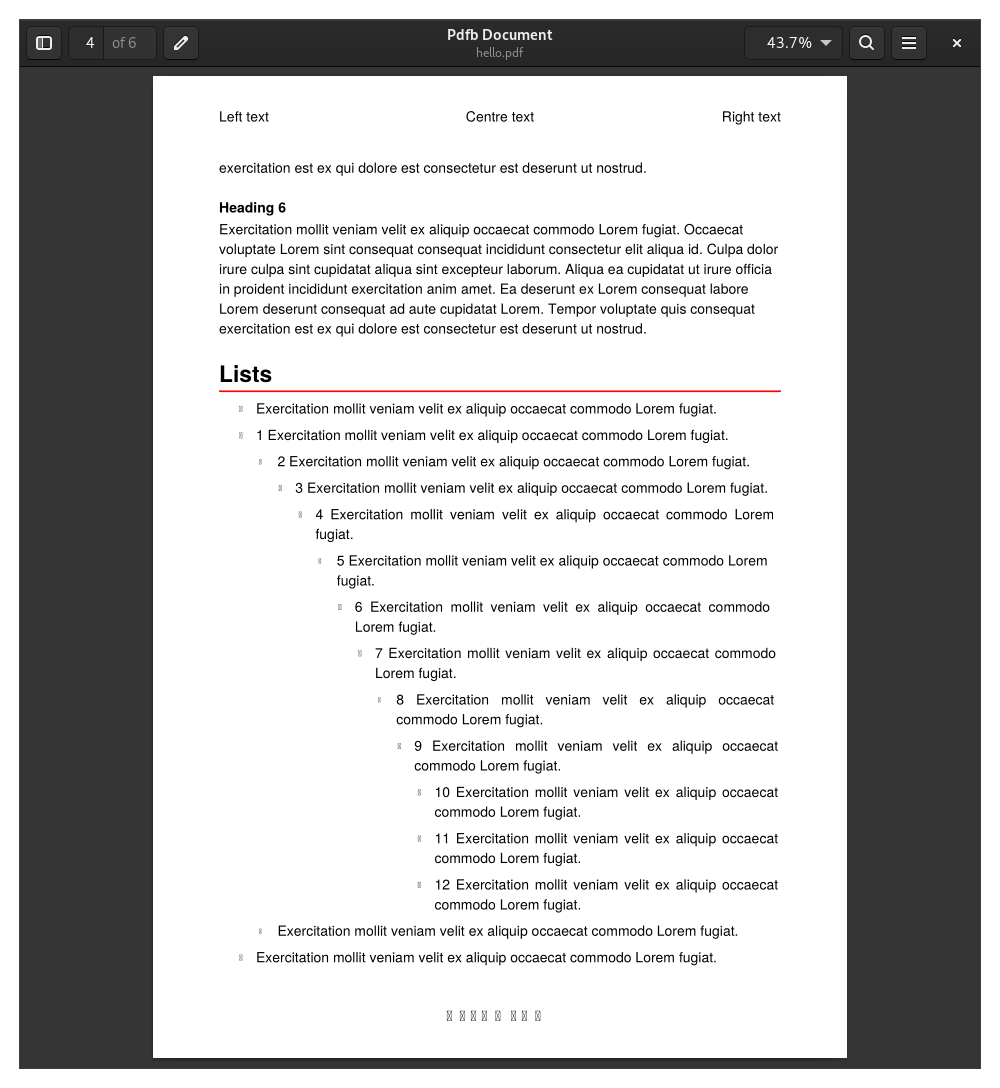 Pdfb Document
4 of 6
43.7%
hello.pdf
Left text Centre text Right text
exercitation est ex qui dolore est consectetur est deserunt ut nostrud.
Heading 6
Exercitation mollit veniam velit ex aliquip occaecat commodo Lorem fugiat. Occaecat
voluptate Lorem sint consequat consequat incididunt consectetur elit aliqua id. Culpa dolor
irure culpa sint cupidatat aliqua sint excepteur laborum. Aliqua ea cupidatat ut irure officia
in proident incididunt exercitation anim amet. Ea deserunt ex Lorem consequat labore
Lorem deserunt consequat ad aute cupidatat Lorem. Tempor voluptate quis consequat
exercitation est ex qui dolore est consectetur est deserunt ut nostrud.
Lists
Exercitation mollit veniam velit ex aliquip occaecat commodo Lorem fugiat.
1 Exercitation mollit veniam velit ex aliquip occaecat commodo Lorem fugiat.
2 Exercitation mollit veniam velit ex aliquip occaecat commodo Lorem fugiat.
3 Exercitation mollit veniam velit ex aliquip occaecat commodo Lorem fugiat.
4 Exercitation mollit veniam velit ex aliquip occaecat commodo Lorem
fugiat.
5 Exercitation mollit veniam velit ex aliquip occaecat commodo Lorem
fugiat.
6 Exercitation mollit veniam velit ex aliquip occaecat commodo
Lorem fugiat.
7 Exercitation mollit veniam velit ex aliquip occaecat commodo
Lorem fugiat.
8 Exercitation mollit veniam velit ex aliquip occaecat
commodo Lorem fugiat.
9 Exercitation mollit veniam velit ex aliquip occaecat
commodo Lorem fugiat.
10 Exercitation mollit veniam velit ex aliquip occaecat
commodo Lorem fugiat.
11 Exercitation mollit veniam velit ex aliquip occaecat
commodo Lorem fugiat.
12 Exercitation mollit veniam velit ex aliquip occaecat
commodo Lorem fugiat.
Exercitation mollit veniam velit ex aliquip occaecat commodo Lorem fugiat.
Exercitation mollit veniam velit ex aliquip occaecat commodo Lorem fugiat.